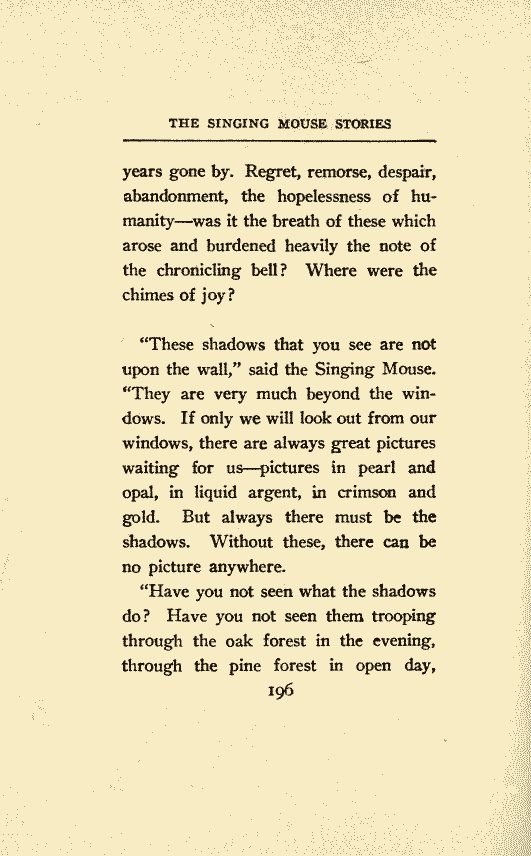 THE SINGING MOUSE STORIES
years gone by. Regret, remorse, despair,
abandonment, the hopelessness of hu-
manity—was it the breath of these which
arose and burdened heavily the note of
the chronicling bell? Where were the
chimes of joy?
“These shadows that you see are not
upon the wall,” said the Singing Mouse.
“They are very much beyond the win-
dows. If only we will look out from our
windows, there are always great pictures
waiting for us—pictures in pearl and
opal, in liquid argent, in crimson and
gold. But always there must be the
shadows. Without these, there can be
no picture anywhere.
“Have you not seen what the shadows
do? Have you not seen them trooping
through the oak forest in the evening,
through the pine forest in open day,
196